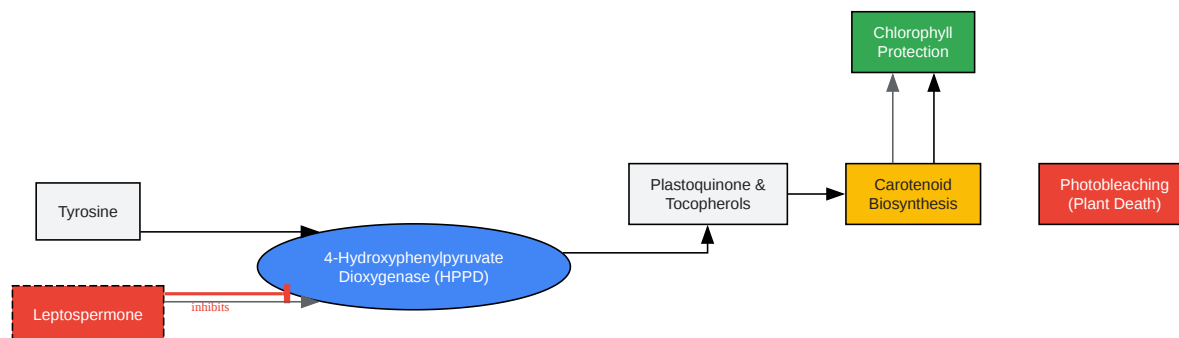 Chlorophyll
Protection
Plastoquinone &
Tocopherols
Carotenoid
Biosynthesis
Photobleaching
(Plant Death)
Tyrosine
4-Hydroxyphenylpyruvate
Dioxygenase (HPPD)
Leptospermone
inhibits